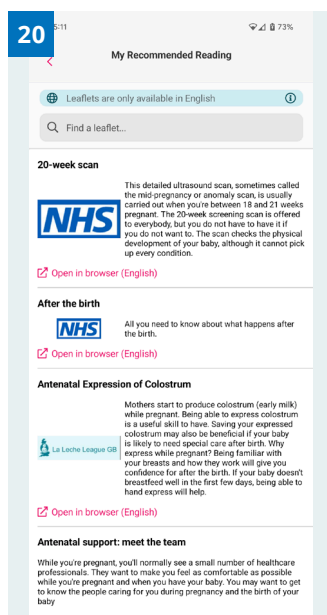 20
5:11
73%
My Recommended Reading
Leaflets are only available in English
Find a leaflet...
20-week scan
NHS
This detailed ultrasound scan, sometimes called
the mid-pregnancy or anomaly scan, is usually
carried out when you're between 18 and 21 weeks
pregnant. The 20-week screening scan is offered
to everybody, but you do not have to have it if
you do not want to. The scan checks the physical
development of your baby, although it cannot pick
up every condition.
Open in browser (English)
After the birth
NHS
All you need to know about what happens after
the birth.
Open in browser (English)
Antenatal Expression of Colostrum
La Leche League GB
Mothers start to produce colostrum (early milk)
while pregnant. Being able to express colostrum
is a useful skill to have. Saving your expressed
colostrum may also be beneficial if your baby
is likely to need special care after birth. Why
express while pregnant? Being familiar with
your breasts and how they work will give you
confidence for after the birth. If your baby doesn't
breastfeed well in the first few days, being able to
hand express will help.
Open in browser (English)
Antenatal support: meet the team
While you're pregnant, you'll normally see a small number of healthcare
professionals. They want to make you feel as comfortable as possible
while you're pregnant and when you have your baby. You may want to get
to know the people caring for you during pregnancy and the birth of your
baby